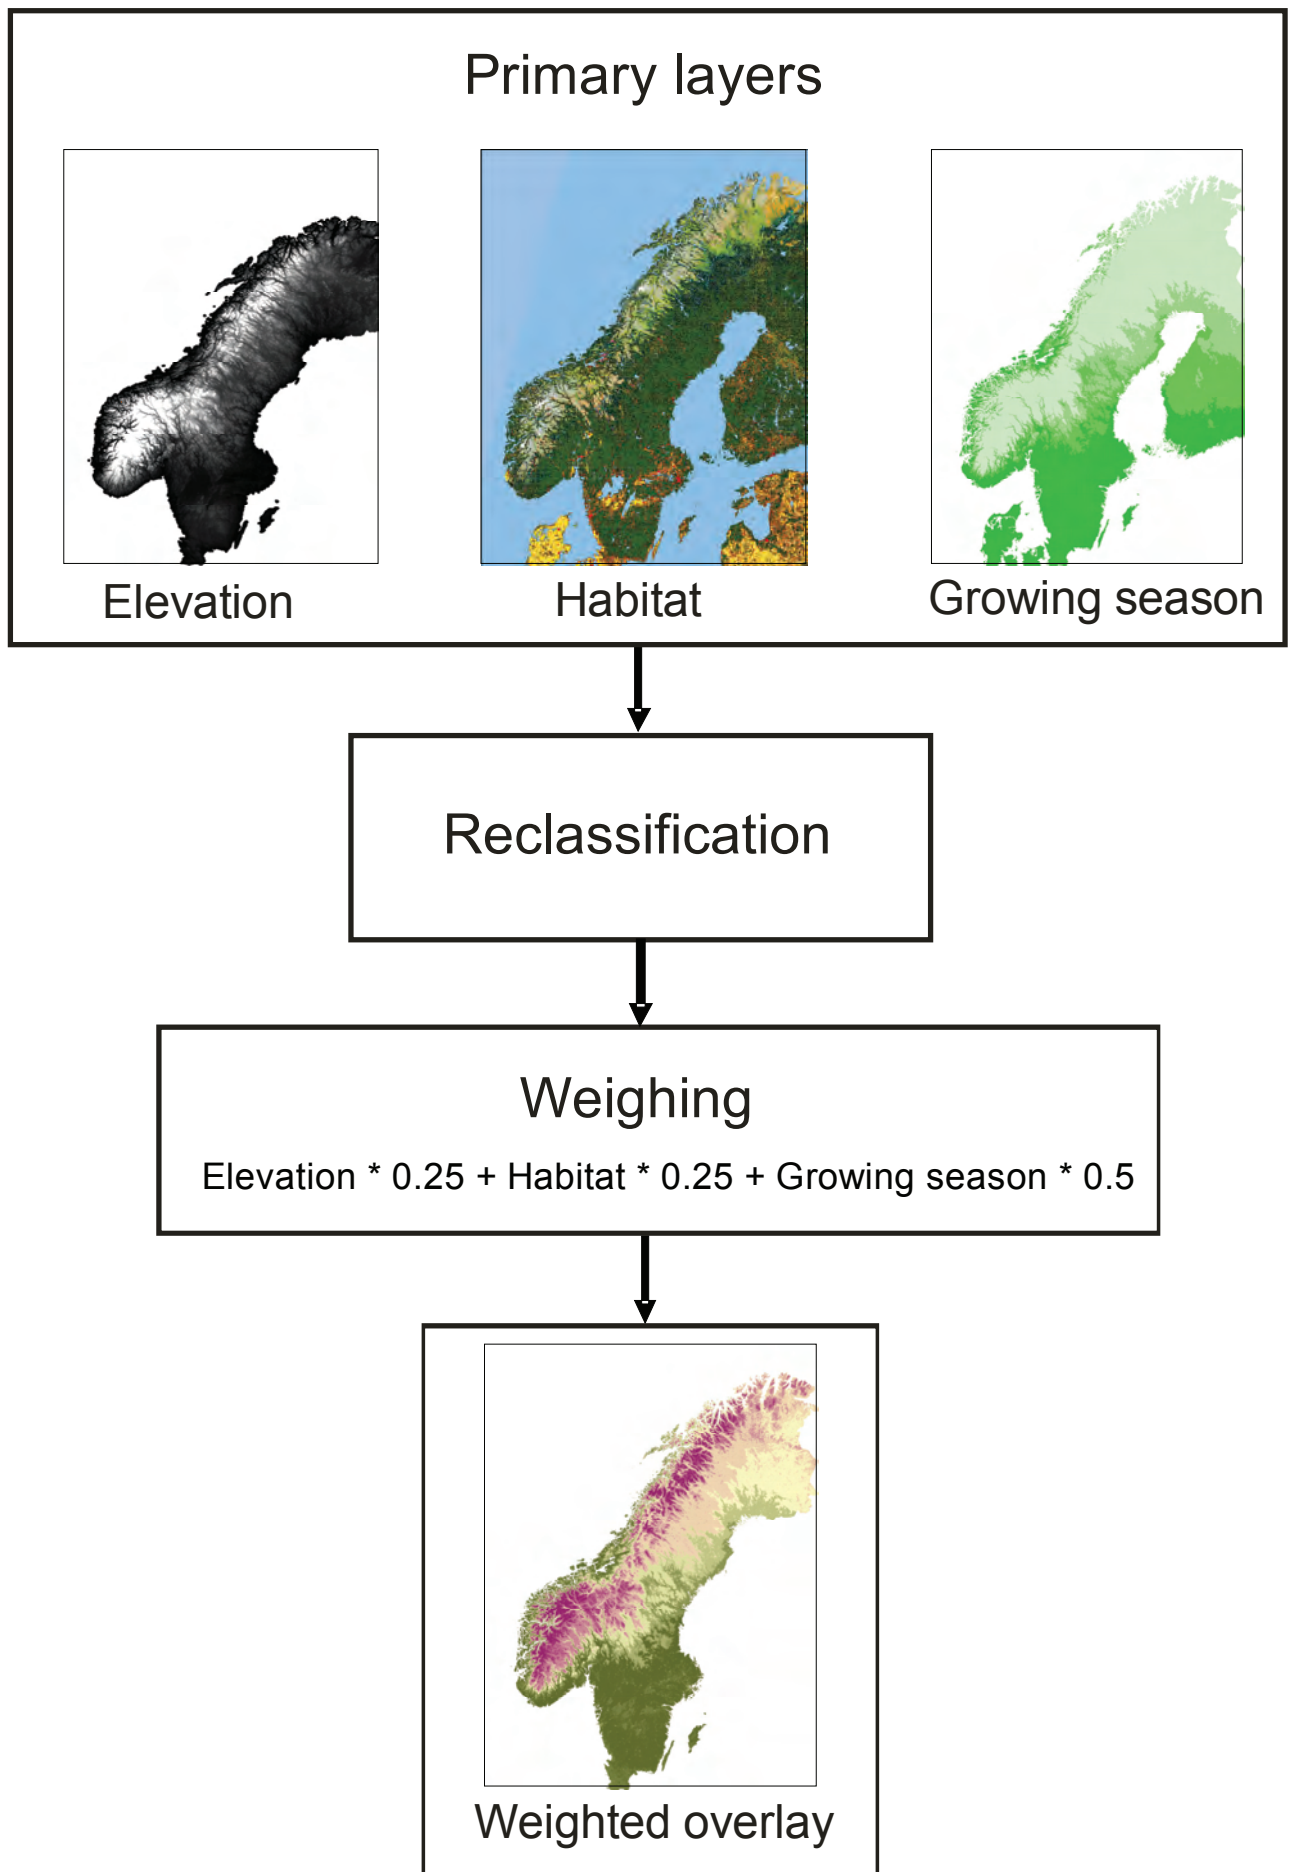 Primary layers
Elevation
Habitat
Growing season
Reclassification
Weighing
Elevation * 0.25 + Habitat * 0.25 + Growing season * 0.5
Weighted overlay